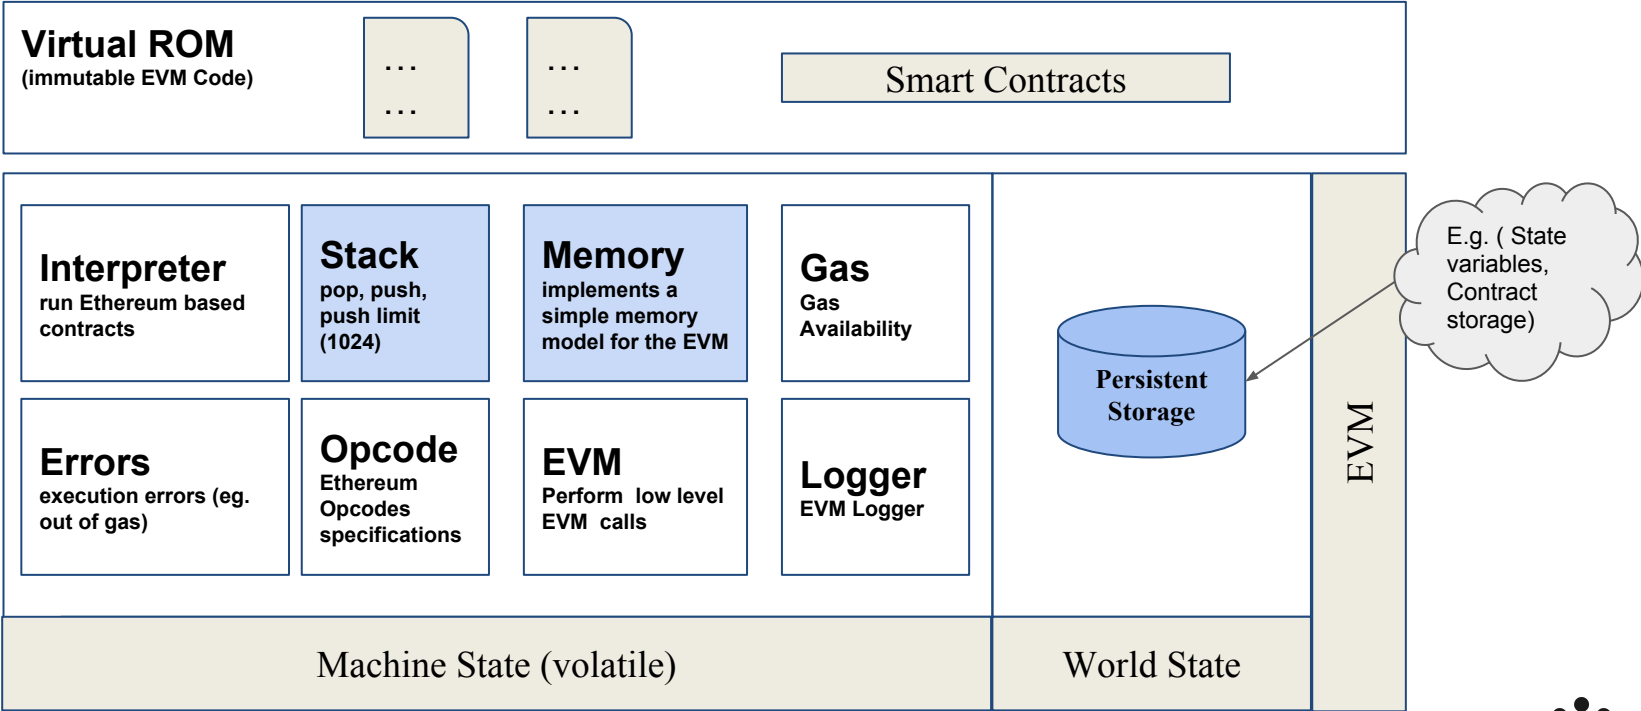 Virtual ROM
(immutable EVM Code)
...
...
...
...
Smart Contracts
Interpreter
run Ethereum based
contracts
Stack
pop, push,
push limit
(1024)
Memory
implements a
simple memory
model for the EVM
Gas
Gas
Availability
Errors
execution errors (eg.
out of gas)
Opcode
Ethereum
Opcodes
specifications
EVM
Perform low level
EVM calls
Logger
EVM Logger
Persistent
Storage
EVM
E.g. ( State
variables,
Contract
storage)
Machine State (volatile)
World State